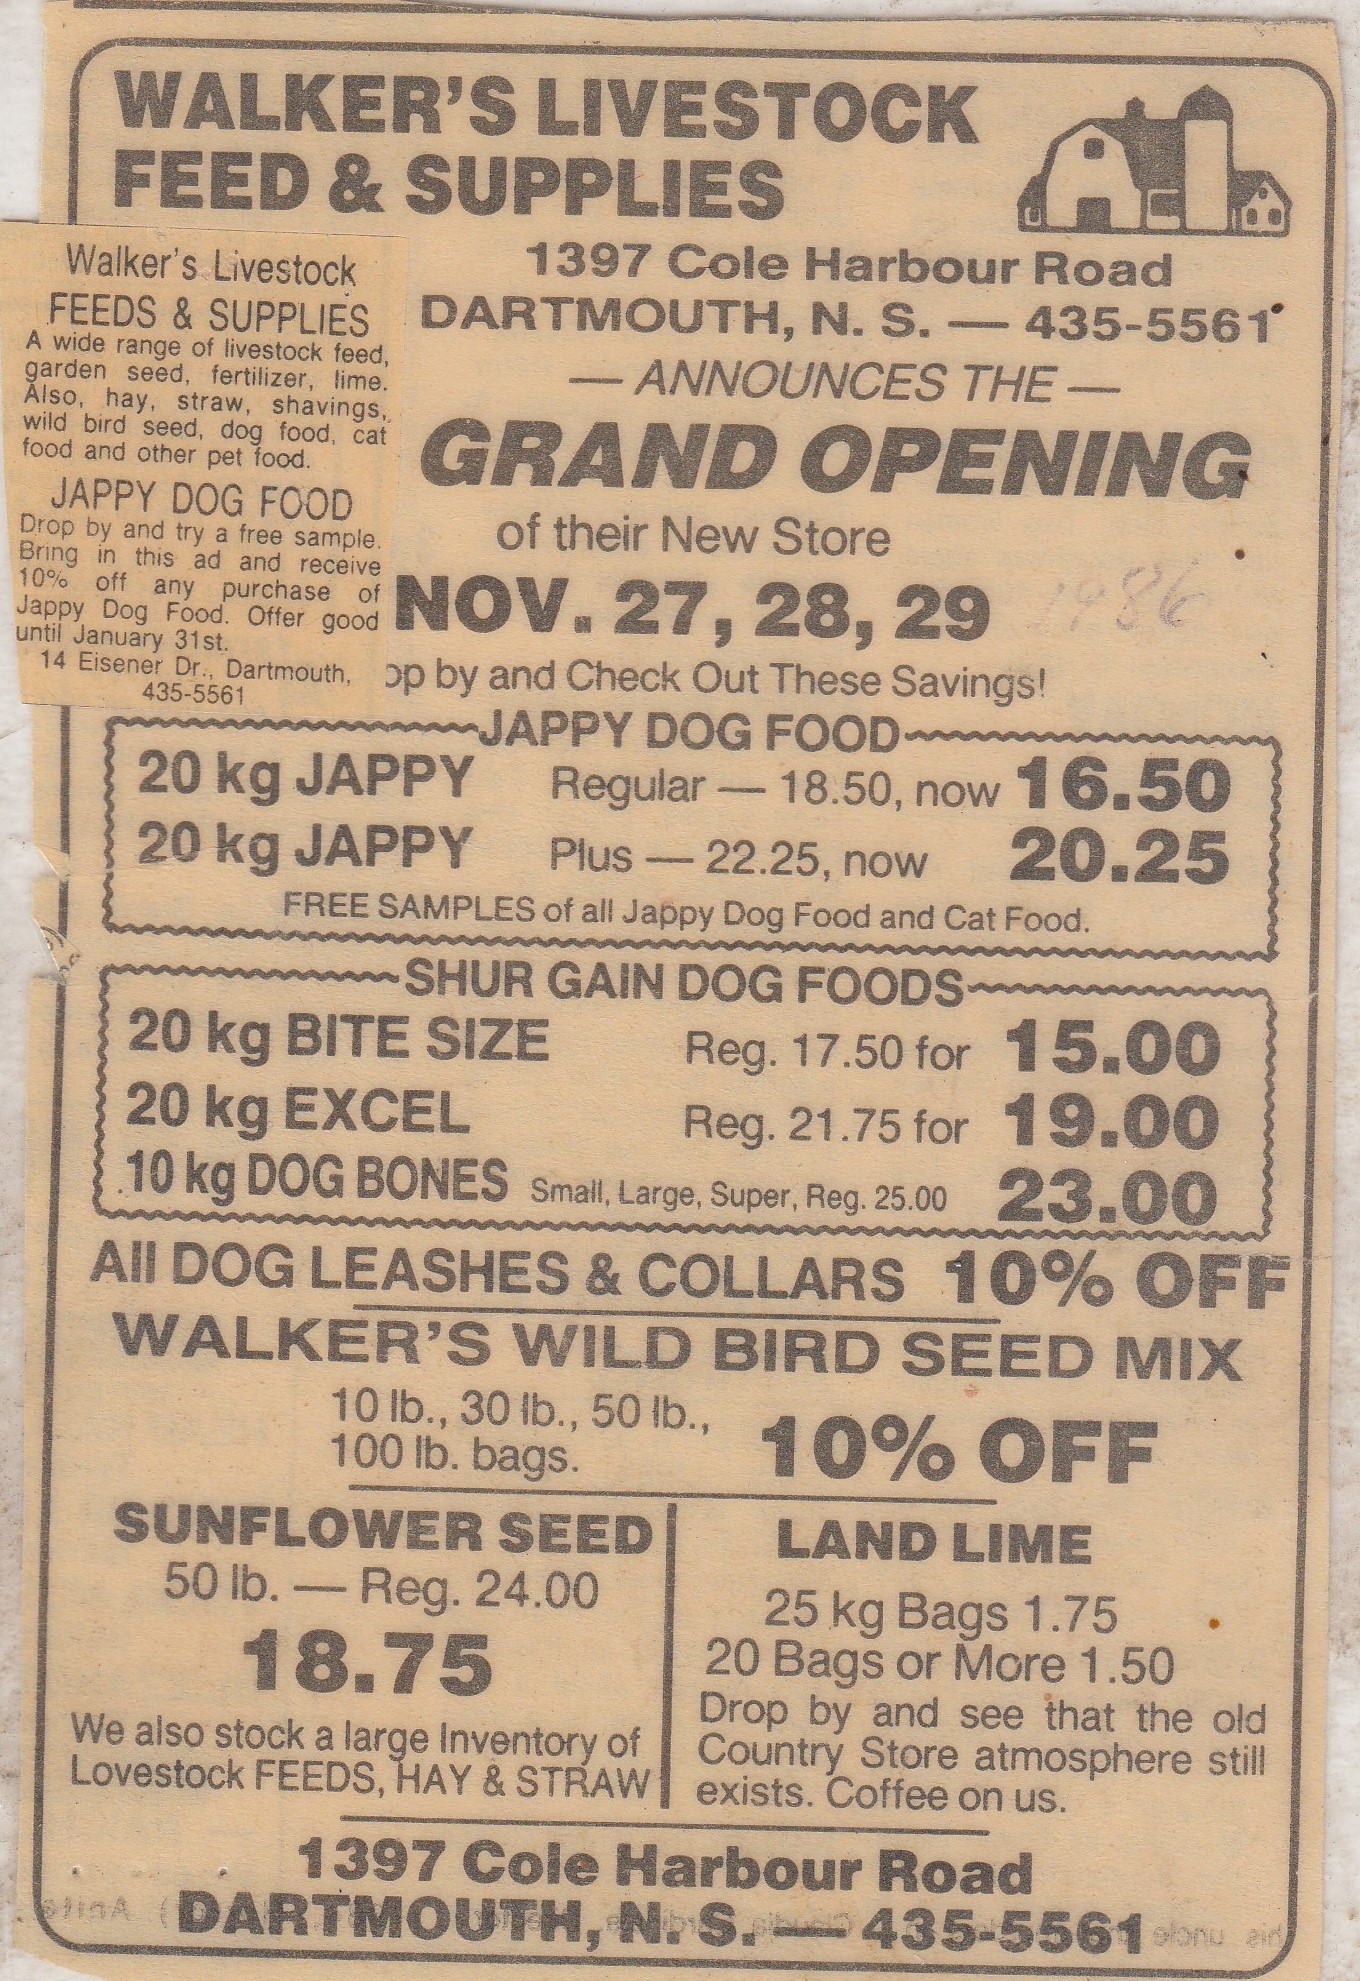 WALKER'S LIVESTOCK
FEED & SUPPLIES
1397 Cole Harbour Road
DARTMOUTH, N. S. — 435-5561
— ANNOUNCES THE —
GRAND OPENING
of their New Store
NOV. 27, 28, 29
1986
op by and Check Out These Savings!
Walker's Livestock
FEEDS & SUPPLIES
A wide range of livestock feed,
garden seed, fertilizer, lime.
Also, hay, straw, shavings,
wild bird seed, dog food, cat
food and other pet food.
JAPPY DOG FOOD
Drop by and try a free sample.
Bring in this ad and receive
10% off any purchase of
Jappy Dog Food. Offer good
until January 31st.
14 Eisener Dr., Dartmouth,
435-5561
JAPPY DOG FOOD
20 kg JAPPY Regular — 18.50, now 16.50
20 kg JAPPY Plus — 22.25, now 20.25
FREE SAMPLES of all Jappy Dog Food and Cat Food.
SHUR GAIN DOG FOODS
20 kg BITE SIZE Reg. 17.50 for 15.00
20 kg EXCEL Reg. 21.75 for 19.00
10 kg DOG BONES Small, Large, Super, Reg. 25.00 23.00
All DOG LEASHES & COLLARS 10% OFF
WALKER'S WILD BIRD SEED MIX
10 lb., 30 lb., 50 lb.,
100 lb. bags.
10% OFF
SUNFLOWER SEED
50 lb. — Reg. 24.00
18.75
We also stock a large Inventory of
Lovestock FEEDS, HAY & STRAW
LAND LIME
25 kg Bags 1.75
20 Bags or More 1.50
Drop by and see that the old
Country Store atmosphere still
exists. Coffee on us.
1397 Cole Harbour Road
DARTMOUTH, N. S. — 435-5561